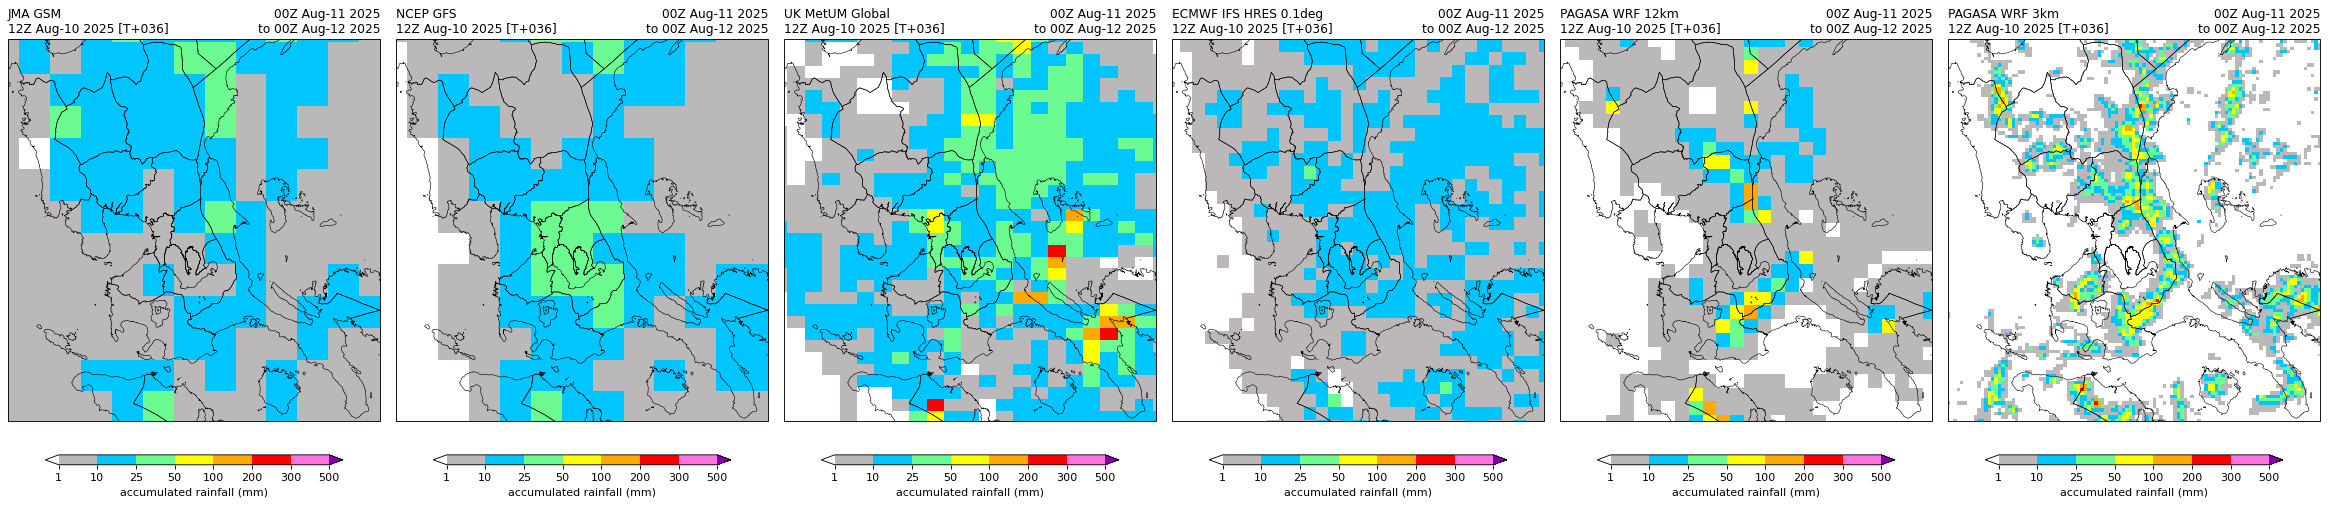 JMA GSM 00Z Aug-11 2025
12Z Aug-10 2025 [T+036] to 00Z Aug-12 2025
1 10 25 50 100 200 300 500
accumulated rainfall (mm)
NCEP GFS 00Z Aug-11 2025
12Z Aug-10 2025 [T+036] to 00Z Aug-12 2025
1 10 25 50 100 200 300 500
accumulated rainfall (mm)
UK MetUM Global 00Z Aug-11 2025
12Z Aug-10 2025 [T+036] to 00Z Aug-12 2025
1 10 25 50 100 200 300 500
accumulated rainfall (mm)
ECMWF IFS HRES 0.1deg 00Z Aug-11 2025
12Z Aug-10 2025 [T+036] to 00Z Aug-12 2025
1 10 25 50 100 200 300 500
accumulated rainfall (mm)
PAGASA WRF 12km 00Z Aug-11 2025
12Z Aug-10 2025 [T+036] to 00Z Aug-12 2025
1 10 25 50 100 200 300 500
accumulated rainfall (mm)
PAGASA WRF 3km 00Z Aug-11 2025
12Z Aug-10 2025 [T+036] to 00Z Aug-12 2025
1 10 25 50 100 200 300 500
accumulated rainfall (mm)